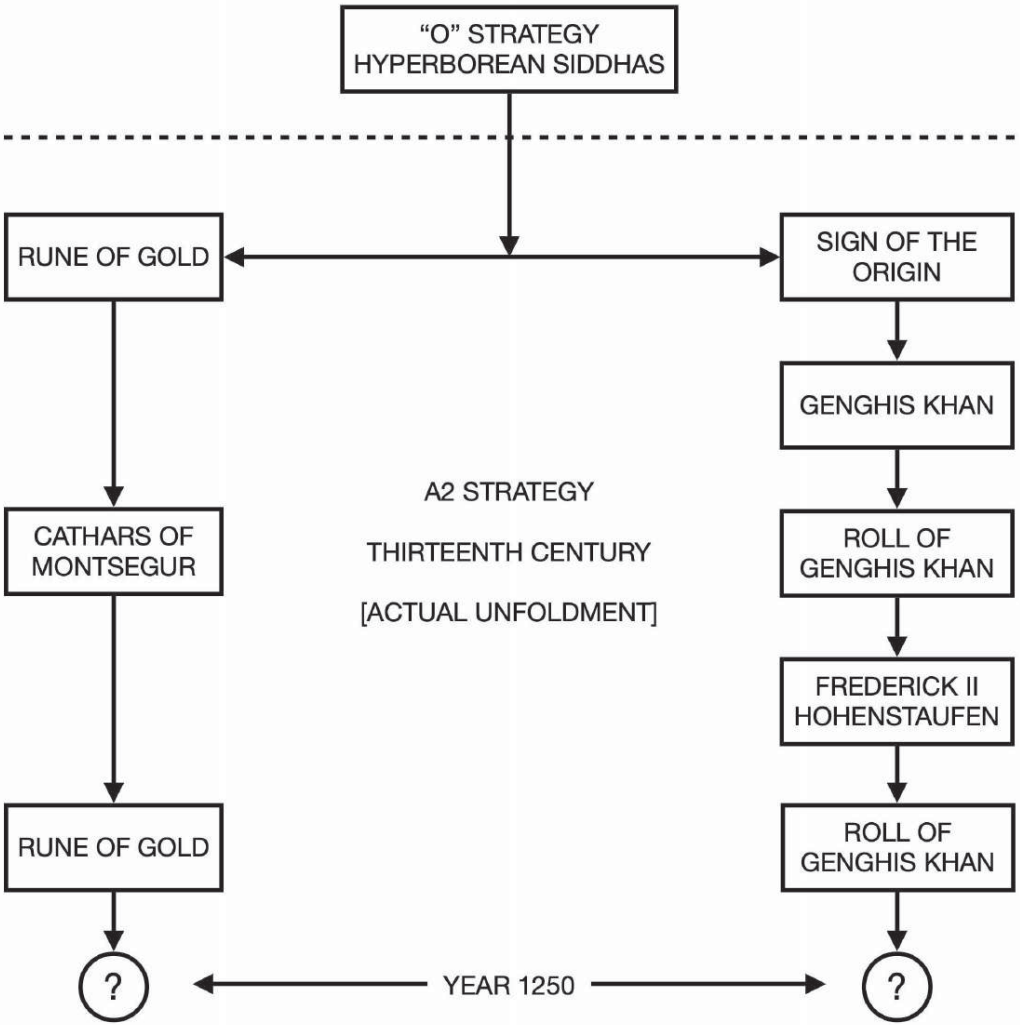 “O” STRATEGY
HYPERBOREAN SIDDHAS
RUNE OF GOLD
SIGN OF THE
ORIGIN
GENGHIS KHAN
A2 STRATEGY
THIRTEENTH CENTURY
[ACTUAL UNFOLDMENT]
CATHARS OF
MONTSEGUR
ROLL OF
GENGHIS KHAN
FREDERICK II
HOHENSTAUFEN
RUNE OF GOLD
ROLL OF
GENGHIS KHAN
?
YEAR 1250
?